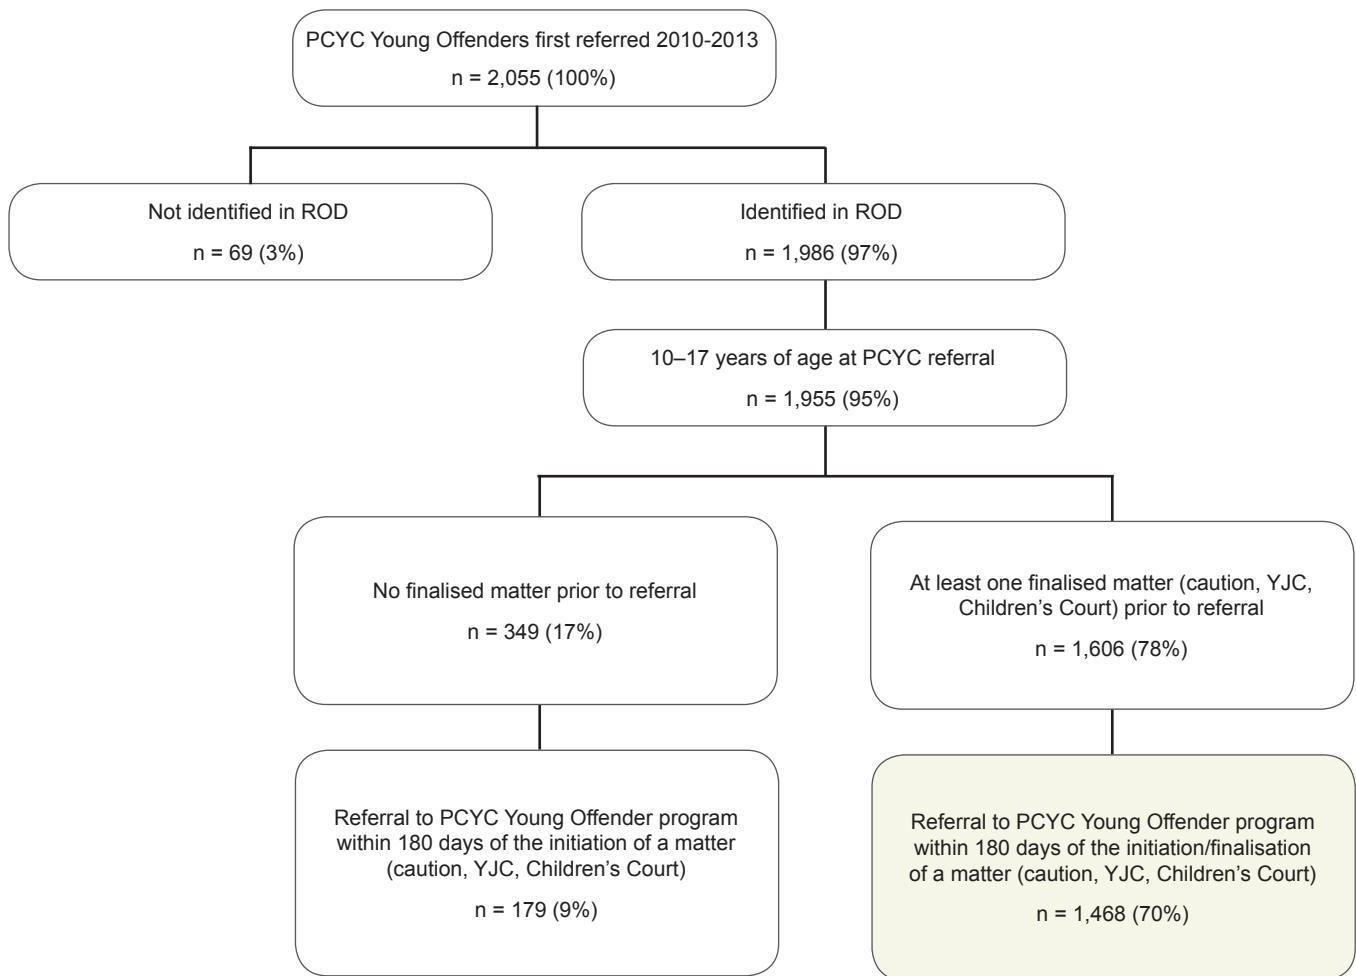 PCYC Young Offenders first referred 2010-2013
n = 2,055 (100%)
Not identified in ROD
n = 69 (3%)
Identified in ROD
n = 1,986 (97%)
10–17 years of age at PCYC referral
n = 1,955 (95%)
No finalised matter prior to referral
n = 349 (17%)
At least one finalised matter (caution, YJC,
Children’s Court) prior to referral
n = 1,606 (78%)
Referral to PCYC Young Offender program
within 180 days of the initiation of a matter
(caution, YJC, Children’s Court)
n = 179 (9%)
Referral to PCYC Young Offender program
within 180 days of the initiation/finalisation
of a matter (caution, YJC, Children’s Court)
n = 1,468 (70%)